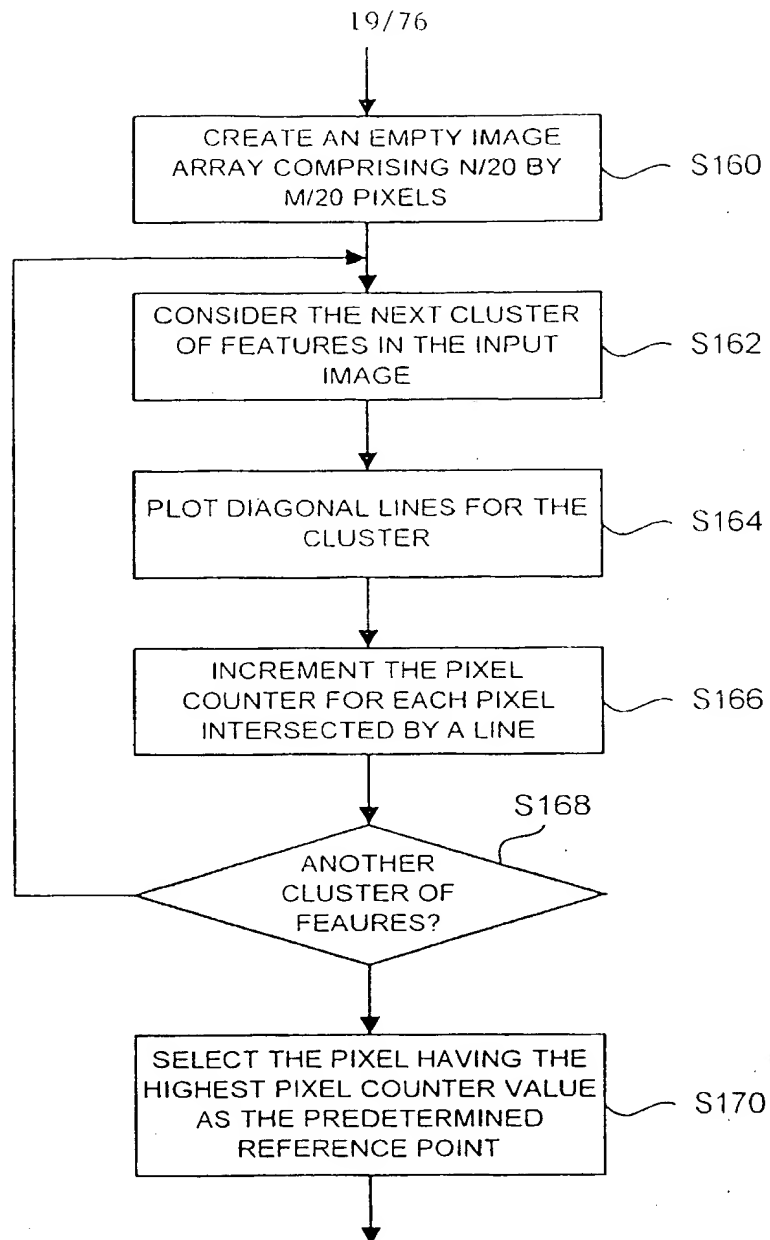 19/76
CREATE AN EMPTY IMAGE
ARRAY COMPRISING N/20 BY
M/20 PIXELS
S160
CONSIDER THE NEXT CLUSTER
OF FEATURES IN THE INPUT
IMAGE
S162
PLOT DIAGONAL LINES FOR THE
CLUSTER
S164
INCREMENT THE PIXEL
COUNTER FOR EACH PIXEL
INTERSECTED BY A LINE
S166
S168
ANOTHER
CLUSTER OF
FEAURES?
SELECT THE PIXEL HAVING THE
HIGHEST PIXEL COUNTER VALUE
AS THE PREDETERMINED
REFERENCE POINT
S170